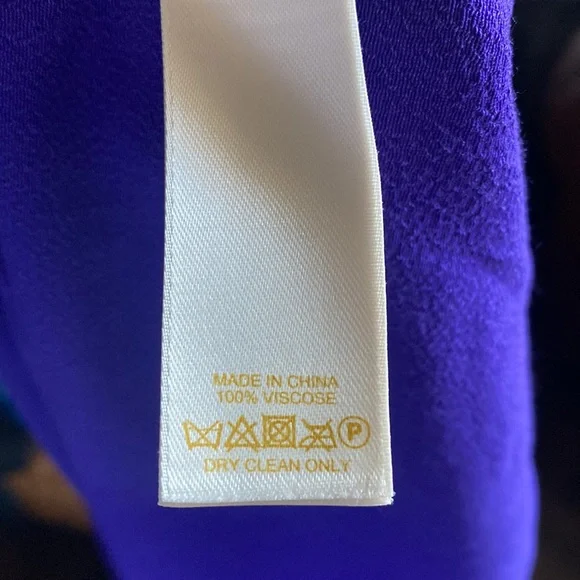 MADE IN CHINA
100% VISCOSE
P
DRY CLEAN ONLY